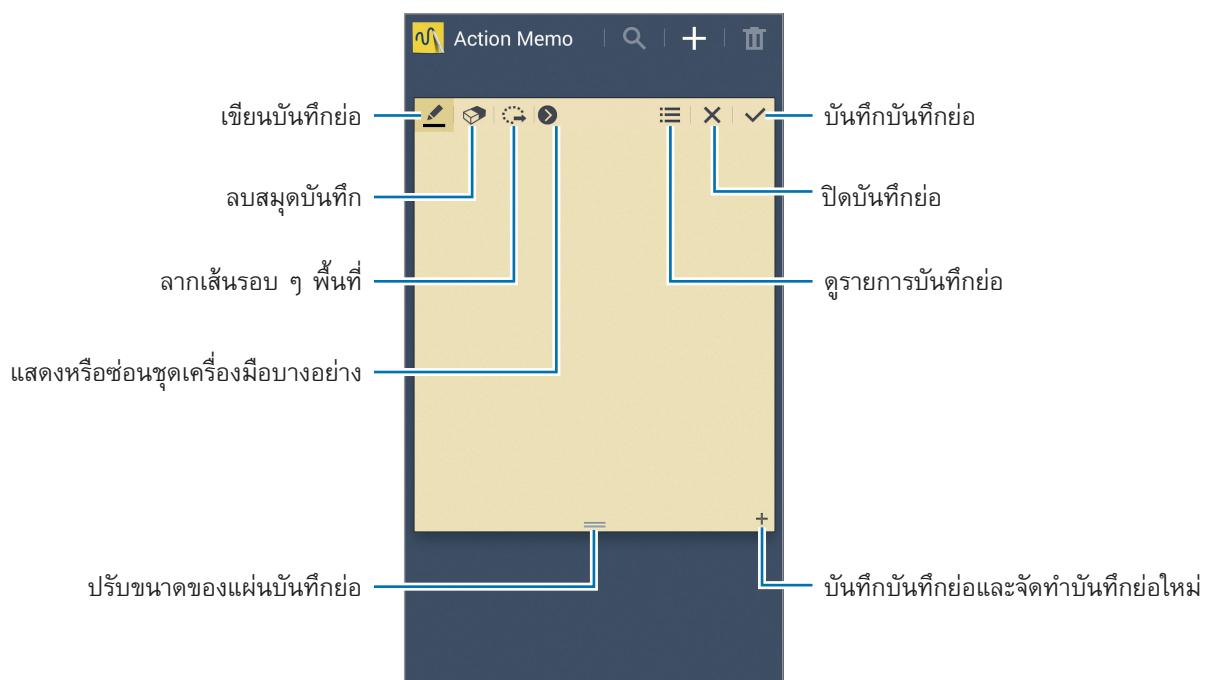 Action Memo
เขียนบันทึกย่อ
บันทึกบันทึกย่อ
ลบสมุดบันทึก
ปิดบันทึกย่อ
ลากเส้นรอบ ๆ พื้นที่
ดูรายการบันทึกย่อ
แสดงหรือซ่อนชุดเครื่องมือบางอย่าง
ปรับขนาดของแผ่นบันทึกย่อ
บันทึกบันทึกย่อและจัดทำบันทึกย่อใหม่